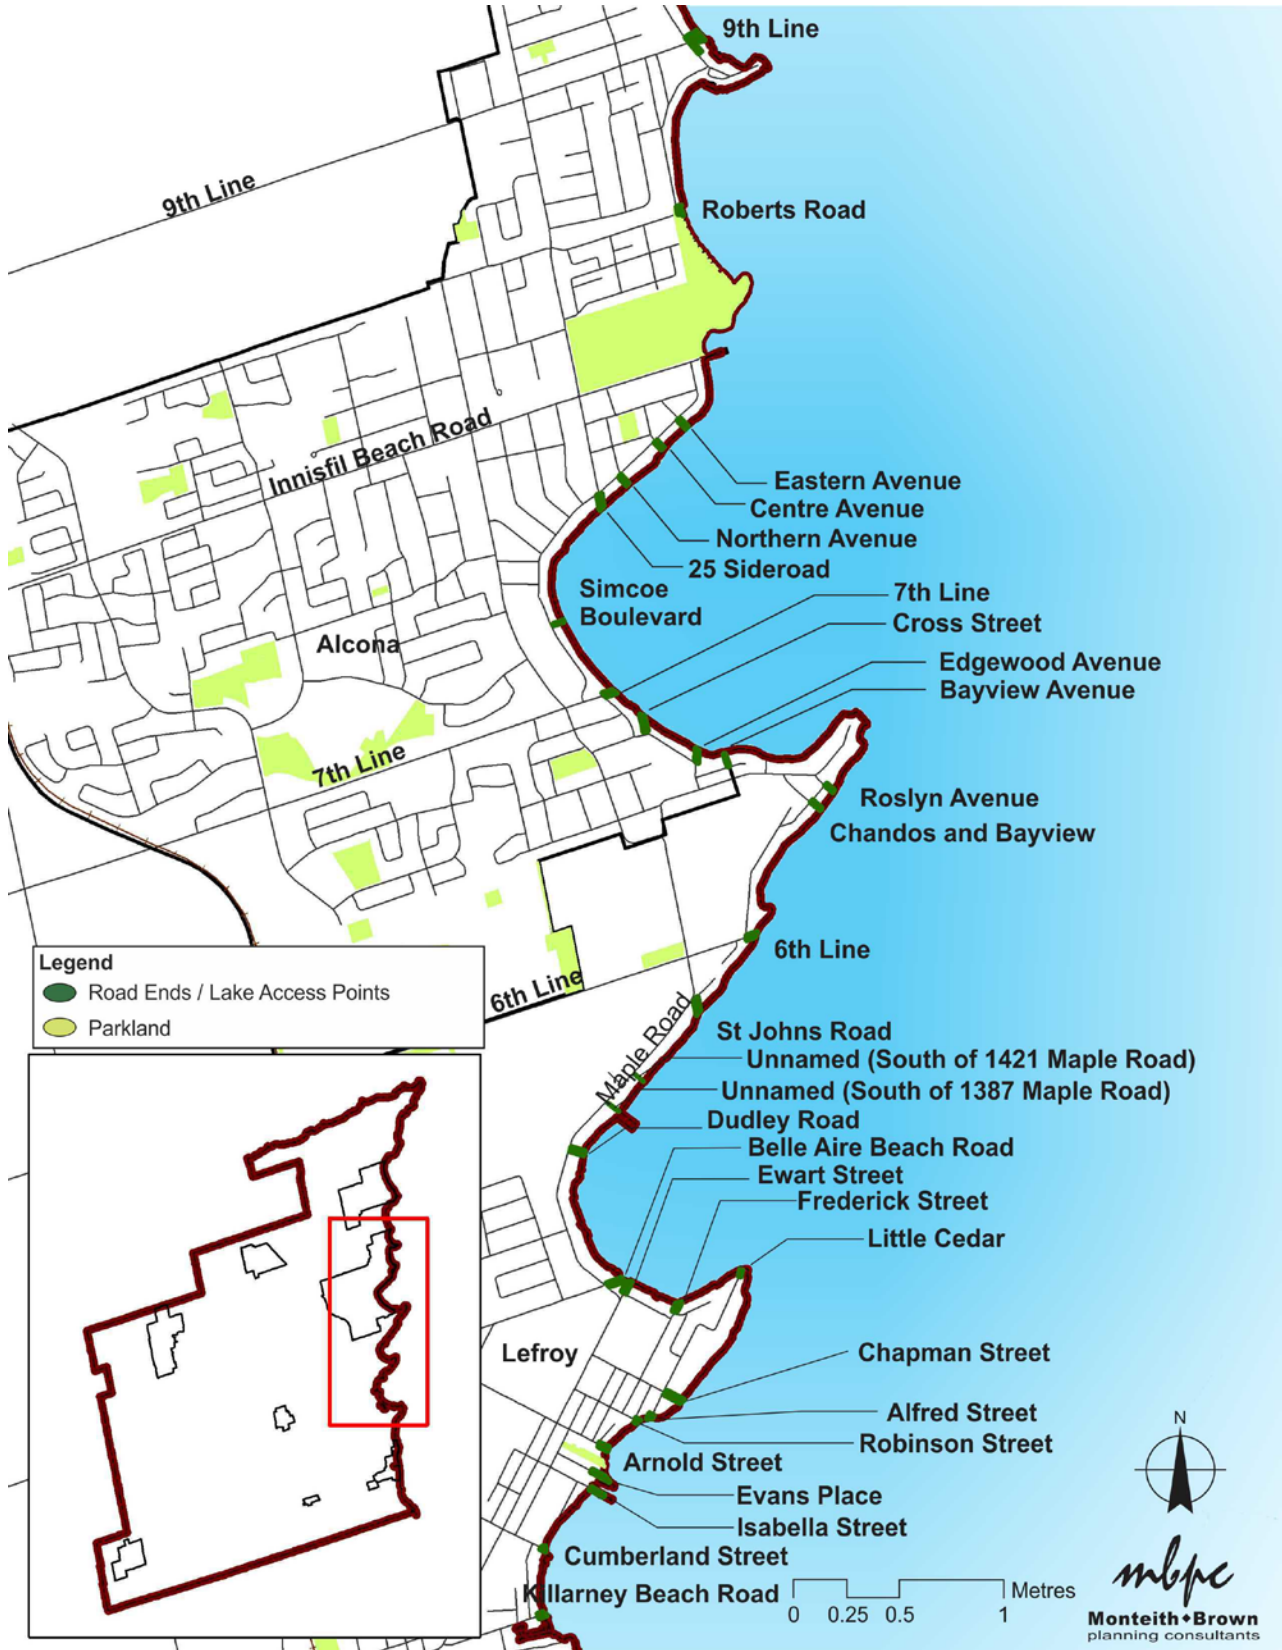 9th Line
9th Line
Roberts Road
Innisfil Beach Road
Eastern Avenue
Centre Avenue
Northern Avenue
25 Sideroad
Simcoe
Boulevard
7th Line
Cross Street
Alcona
Edgewood Avenue
Bayview Avenue
7th Line
Roslyn Avenue
Chandos and Bayview
6th Line
Legend
Road Ends / Lake Access Points
Parkland
6th Line
Maple Road
St Johns Road
Unnamed (South of 1421 Maple Road)
Unnamed (South of 1387 Maple Road)
Dudley Road
Belle Aire Beach Road
Ewart Street
Frederick Street
Little Cedar
Lefroy
Chapman Street
Alfred Street
Robinson Street
Arnold Street
Evans Place
Isabella Street
Cumberland Street
Killarney Beach Road
Metres
0 0.25 0.5 1
N
mbpc
Monteith+Brown
planning consultants